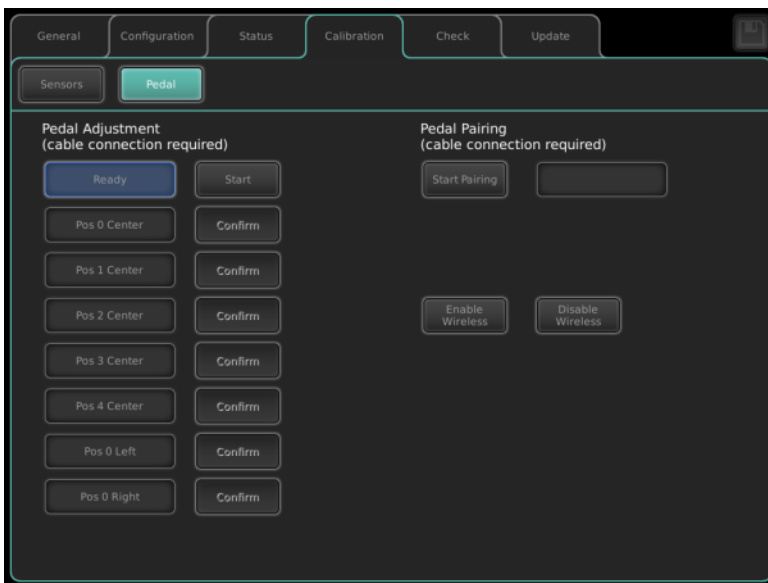 General Configuration Status Calibration Check Update
Sensors Pedal
Pedal Adjustment
(cable connection required)
Ready Start
Pos 0 Center Confirm
Pos 1 Center Confirm
Pos 2 Center Confirm
Pos 3 Center Confirm
Pos 4 Center Confirm
Pos 0 Left Confirm
Pos 0 Right Confirm
Pedal Pairing
(cable connection required)
Start Pairing
Enable
Wireless
Disable
Wireless